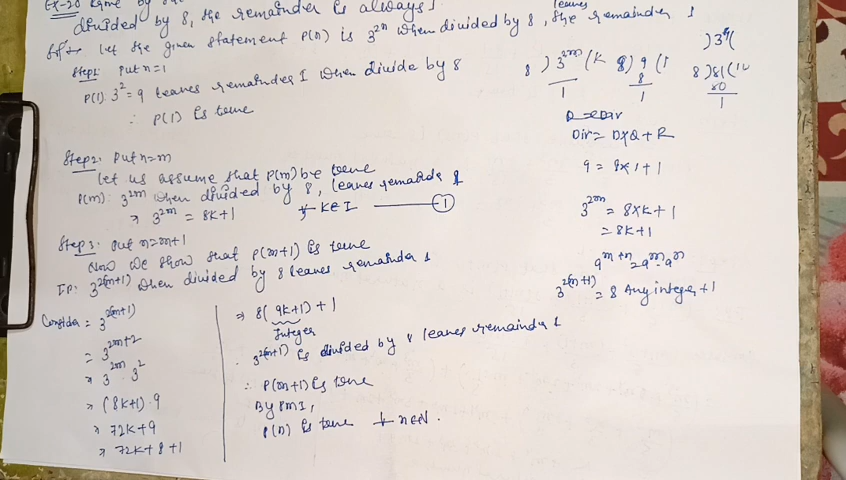 divided by 8, the remainder is always 1
let the given statement P(n) is 3^2n when divided by 8, leaves the remainder 1
Step1: Put n=1
P(1): 3^2 = 9 leaves remainder 1 when divide by 8
∴ P(1) is true
Step2: Put n=m
let us assume that P(m) be true
P(m): 3^2m when divided by 8, leaves remainder 1
⇒ 3^2m = 8k+1 ∀ k∈I —— ①
Step 3: Put n=m+1
Now we show that P(m+1) is true
T.P: 3^2(m+1) when divided by 8 leaves remainder 1
Consider = 3^2(m+1)
= 3^2m+2
⇒ 3^2m · 3^2
⇒ (8k+1)·9
⇒ 72k+9
⇒ 72k+8+1
⇒ 8(9k+1)+1
Integer
3^2(m+1) is divided by 8 leaves remainder 1
∴ P(m+1) is true
By PMI,
P(n) is true ∀ n∈N.
8 ) 3^2m ( k
1
8 ) 9 ( 1
8
1
8 ) 81 ( 10
80
1
Div = D×Q+R
9 = 8×1+1
3^2m = 8×k+1
= 8k+1
a^m+n = a^m · a^n
3^2(m+1) = 8 Any integer + 1